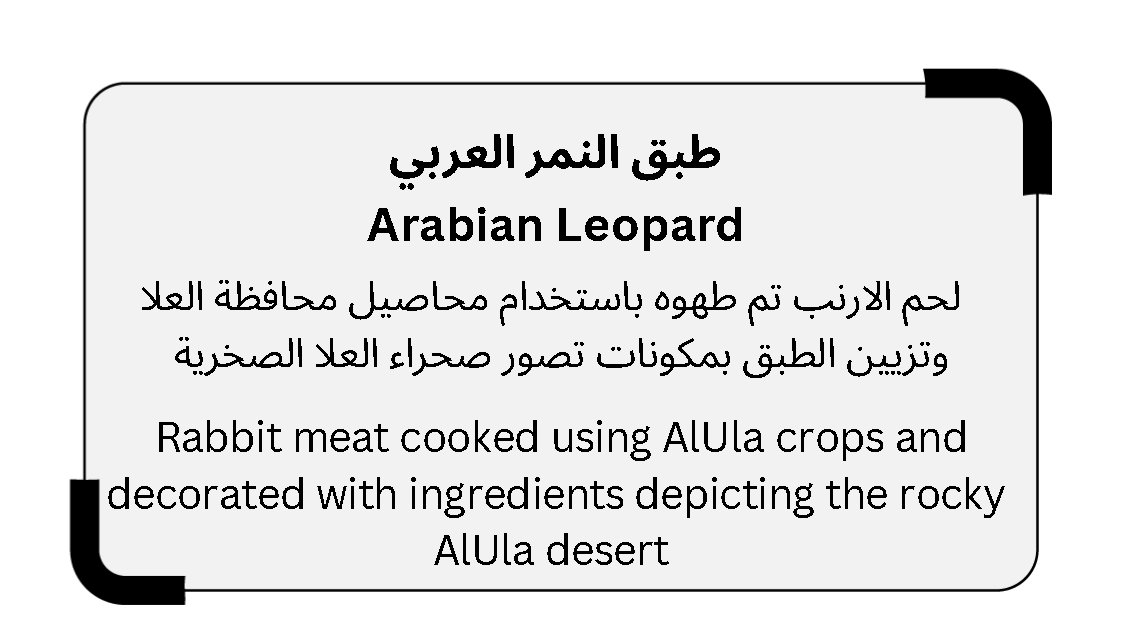 طبق النمر العربي
Arabian Leopard
لحم الارنب تم طهوه باستخدام محاصيل محافظة العلا
وتزيين الطبق بمكونات تصور صحراء العلا الصخرية
Rabbit meat cooked using AlUla crops and
decorated with ingredients depicting the rocky
AlUla desert